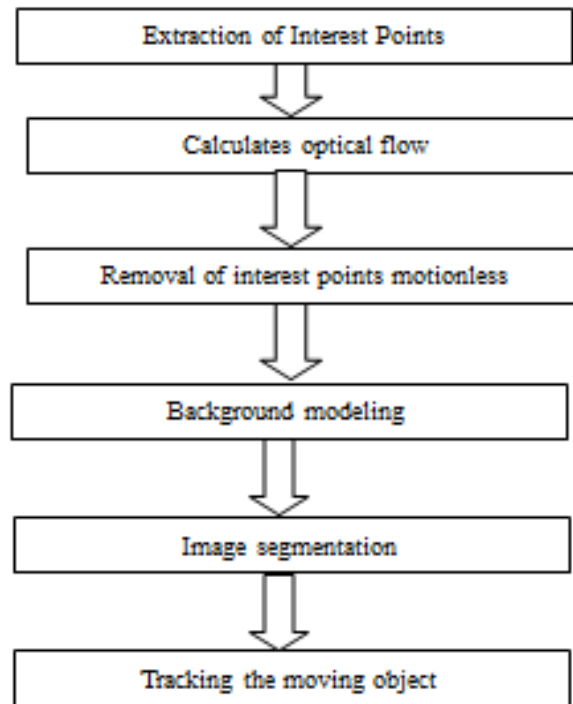 Extraction of Interest Points
Calculates optical flow
Removal of interest points motionless
Background modeling
Image segmentation
Tracking the moving object